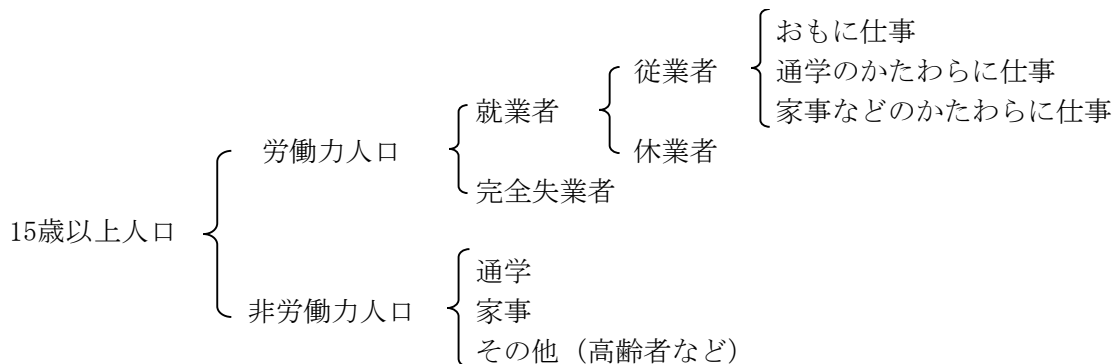 おもに仕事
従業者
通学のかたわらに仕事
就業者
家事などのかたわらに仕事
労働力人口
休業者
完全失業者
15歳以上人口
通学
非労働力人口
家事
その他（高齢者など）